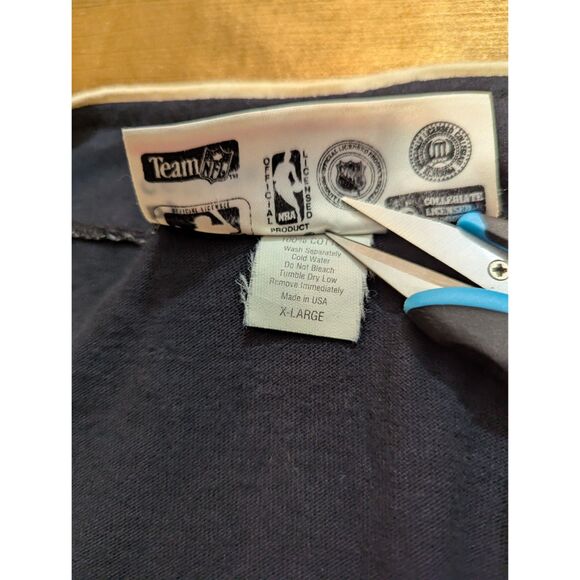 Team NFL
OFFICIAL LICENSED
NBA
PRODUCT
COLLEGIATE
LICENSED
100% COTT
Wash Separately
Cold Water
Do Not Bleach
Tumble Dry Low
Remove Immediately
Made in USA
X-LARGE